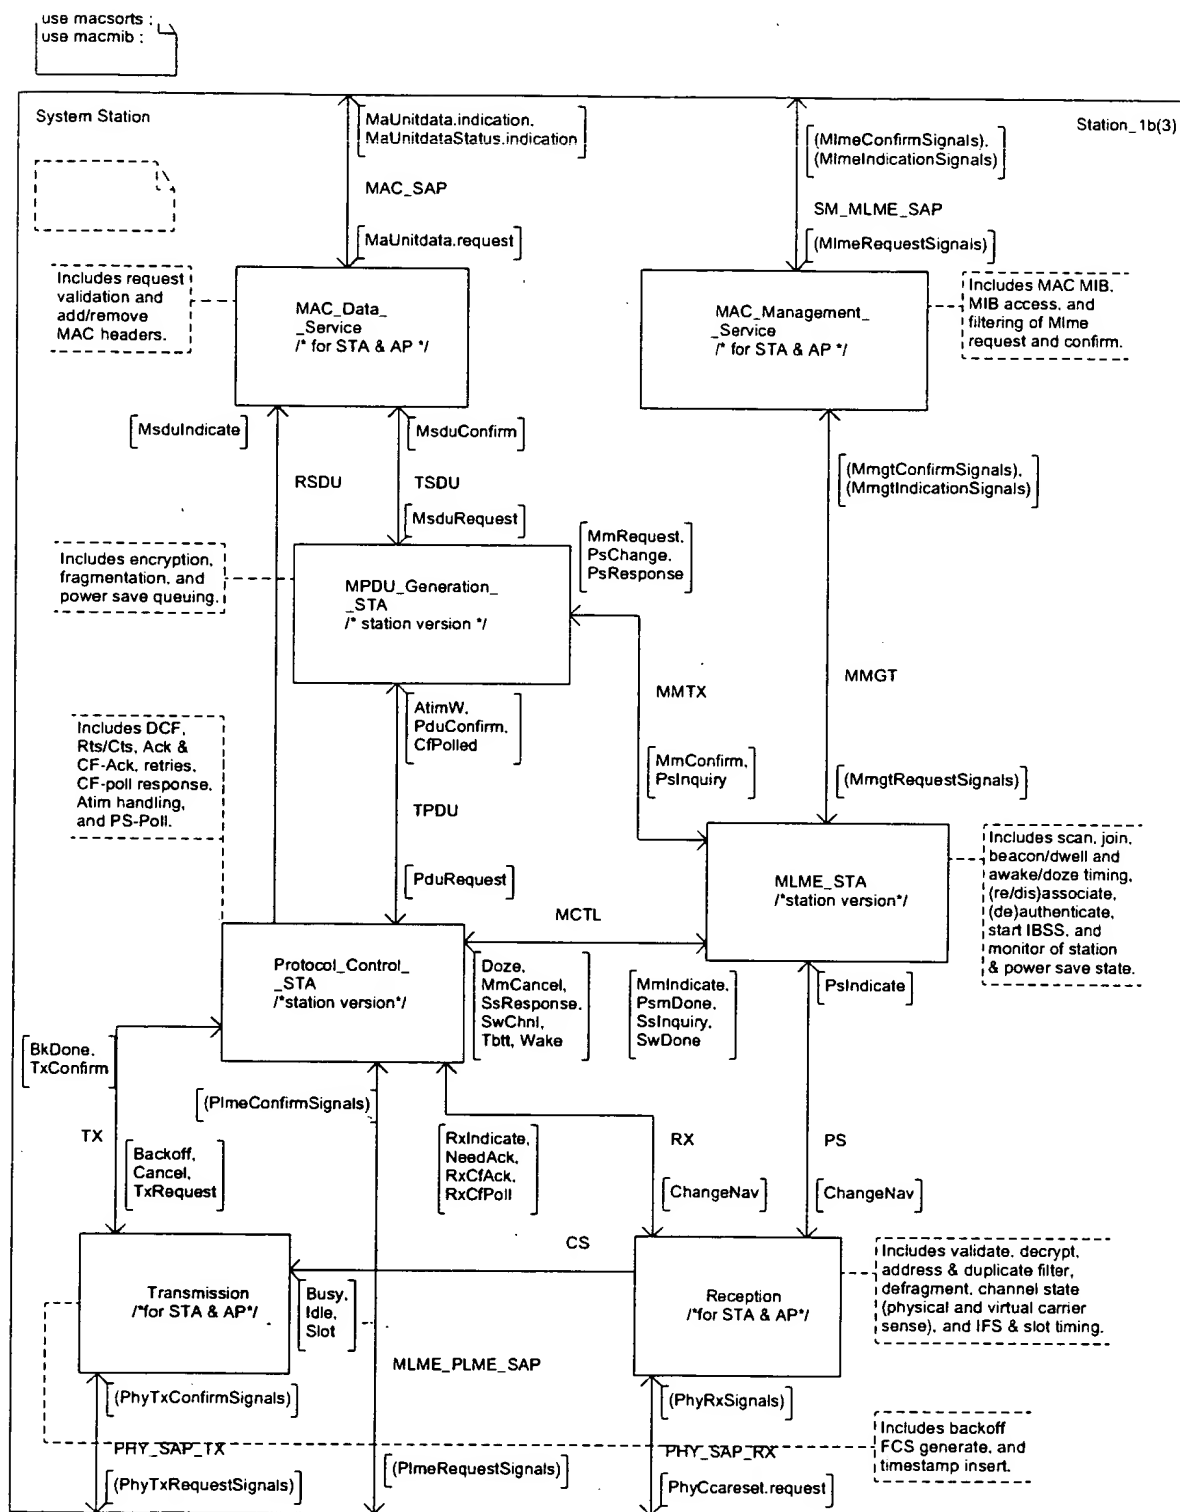 use macsorts ;
use macmib ;
System Station
Station_1b(3)
MaUnitdata.indication,
MaUnitdataStatus.indication
MAC_SAP
MaUnitdata.request
(MlmeConfirmSignals),
(MlmeIndicationSignals)
SM_MLME_SAP
(MlmeRequestSignals)
Includes request
validation and
add/remove
MAC headers.
MAC_Data_
_Service
/* for STA & AP */
MAC_Management_
_Service
/* for STA & AP */
Includes MAC MIB,
MIB access, and
filtering of Mlme
request and confirm.
MsduIndicate
MsduConfirm
RSDU
TSDU
MsduRequest
(MmgtConfirmSignals),
(MmgtIndicationSignals)
Includes encryption,
fragmentation, and
power save queuing.
MPDU_Generation_
_STA
/* station version */
MmRequest,
PsChange,
PsResponse
MMTX
MMGT
AtimW,
PduConfirm,
CfPolled
MmConfirm,
PsInquiry
(MmgtRequestSignals)
Includes DCF,
Rts/Cts, Ack &
CF-Ack, retries,
CF-poll response,
Atim handling,
and PS-Poll.
TPDU
PduRequest
MLME_STA
/*station version*/
Includes scan, join,
beacon/dwell and
awake/doze timing,
(re/dis)associate,
(de)authenticate,
start IBSS, and
monitor of station
& power save state.
MCTL
Protocol_Control_
_STA
/*station version*/
Doze,
MmCancel,
SsResponse,
SwChnl,
Tbtt, Wake
MmIndicate,
PsmDone,
SsInquiry,
SwDone
PsIndicate
BkDone,
TxConfirm
(PlmeConfirmSignals)
TX
Backoff,
Cancel,
TxRequest
RxIndicate,
NeedAck,
RxCfAck,
RxCfPoll
RX
PS
ChangeNav
ChangeNav
CS
Transmission
/*for STA & AP*/
Busy,
Idle,
Slot
Reception
/*for STA & AP*/
Includes validate, decrypt,
address & duplicate filter,
defragment, channel state
(physical and virtual carrier
sense), and IFS & slot timing.
MLME_PLME_SAP
(PhyTxConfirmSignals)
(PhyRxSignals)
PHY_SAP_TX
PHY_SAP_RX
Includes backoff
FCS generate, and
timestamp insert.
(PhyTxRequestSignals)
(PlmeRequestSignals)
PhyCcareset.request